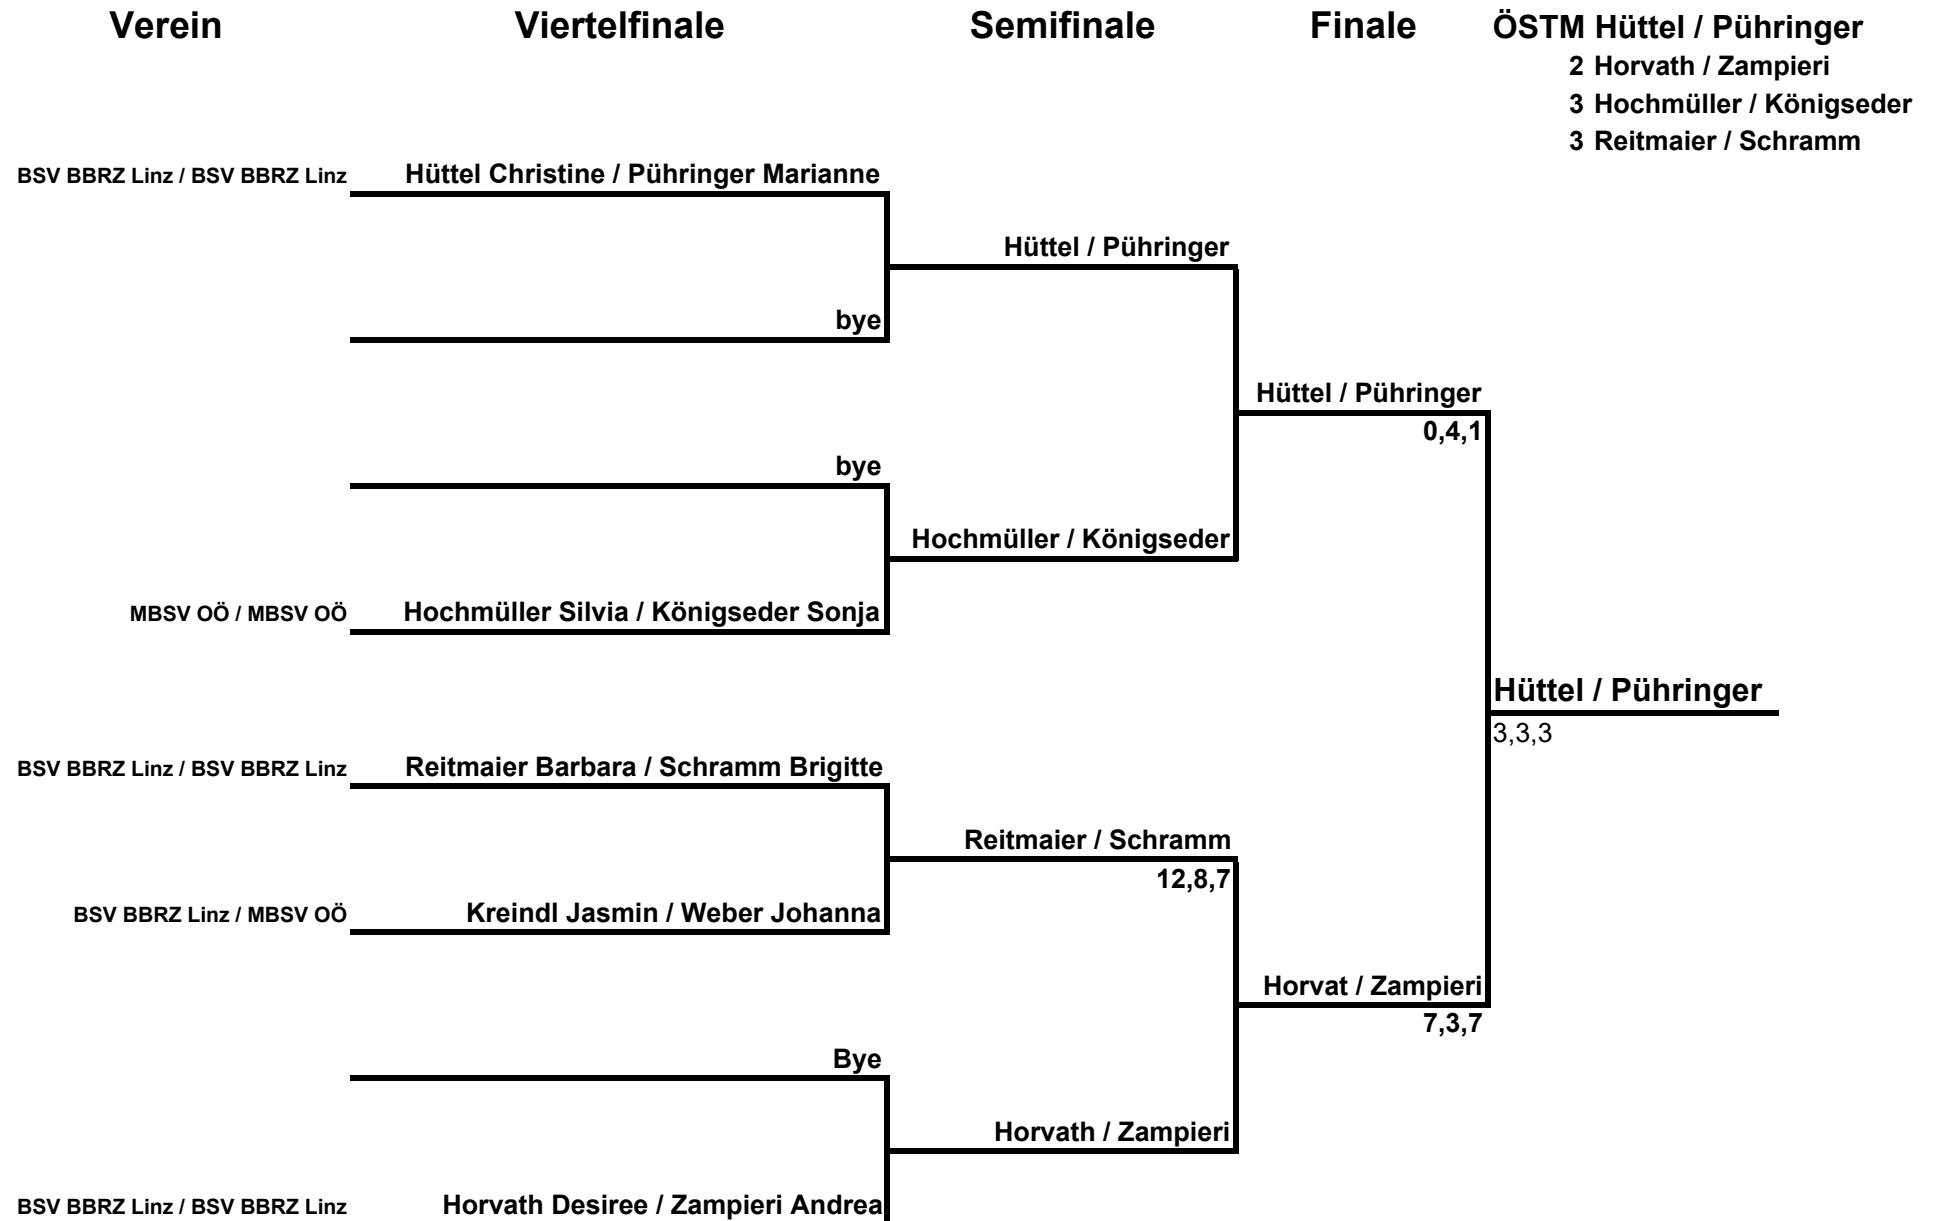 Verein Viertelfinale Semifinale Finale ÖSTM Hüttel / Pühringer
2 Horvath / Zampieri
3 Hochmüller / Königseder
3 Reitmaier / Schramm
BSV BBRZ Linz / BSV BBRZ Linz Hüttel Christine / Pühringer Marianne
Hüttel / Pühringer
bye
Hüttel / Pühringer
0,4,1
bye
Hochmüller / Königseder
MBSV OÖ / MBSV OÖ Hochmüller Silvia / Königseder Sonja
Hüttel / Pühringer
3,3,3
BSV BBRZ Linz / BSV BBRZ Linz Reitmaier Barbara / Schramm Brigitte
Reitmaier / Schramm
12,8,7
BSV BBRZ Linz / MBSV OÖ Kreindl Jasmin / Weber Johanna
Horvat / Zampieri
7,3,7
Bye
Horvath / Zampieri
BSV BBRZ Linz / BSV BBRZ Linz Horvath Desiree / Zampieri Andrea